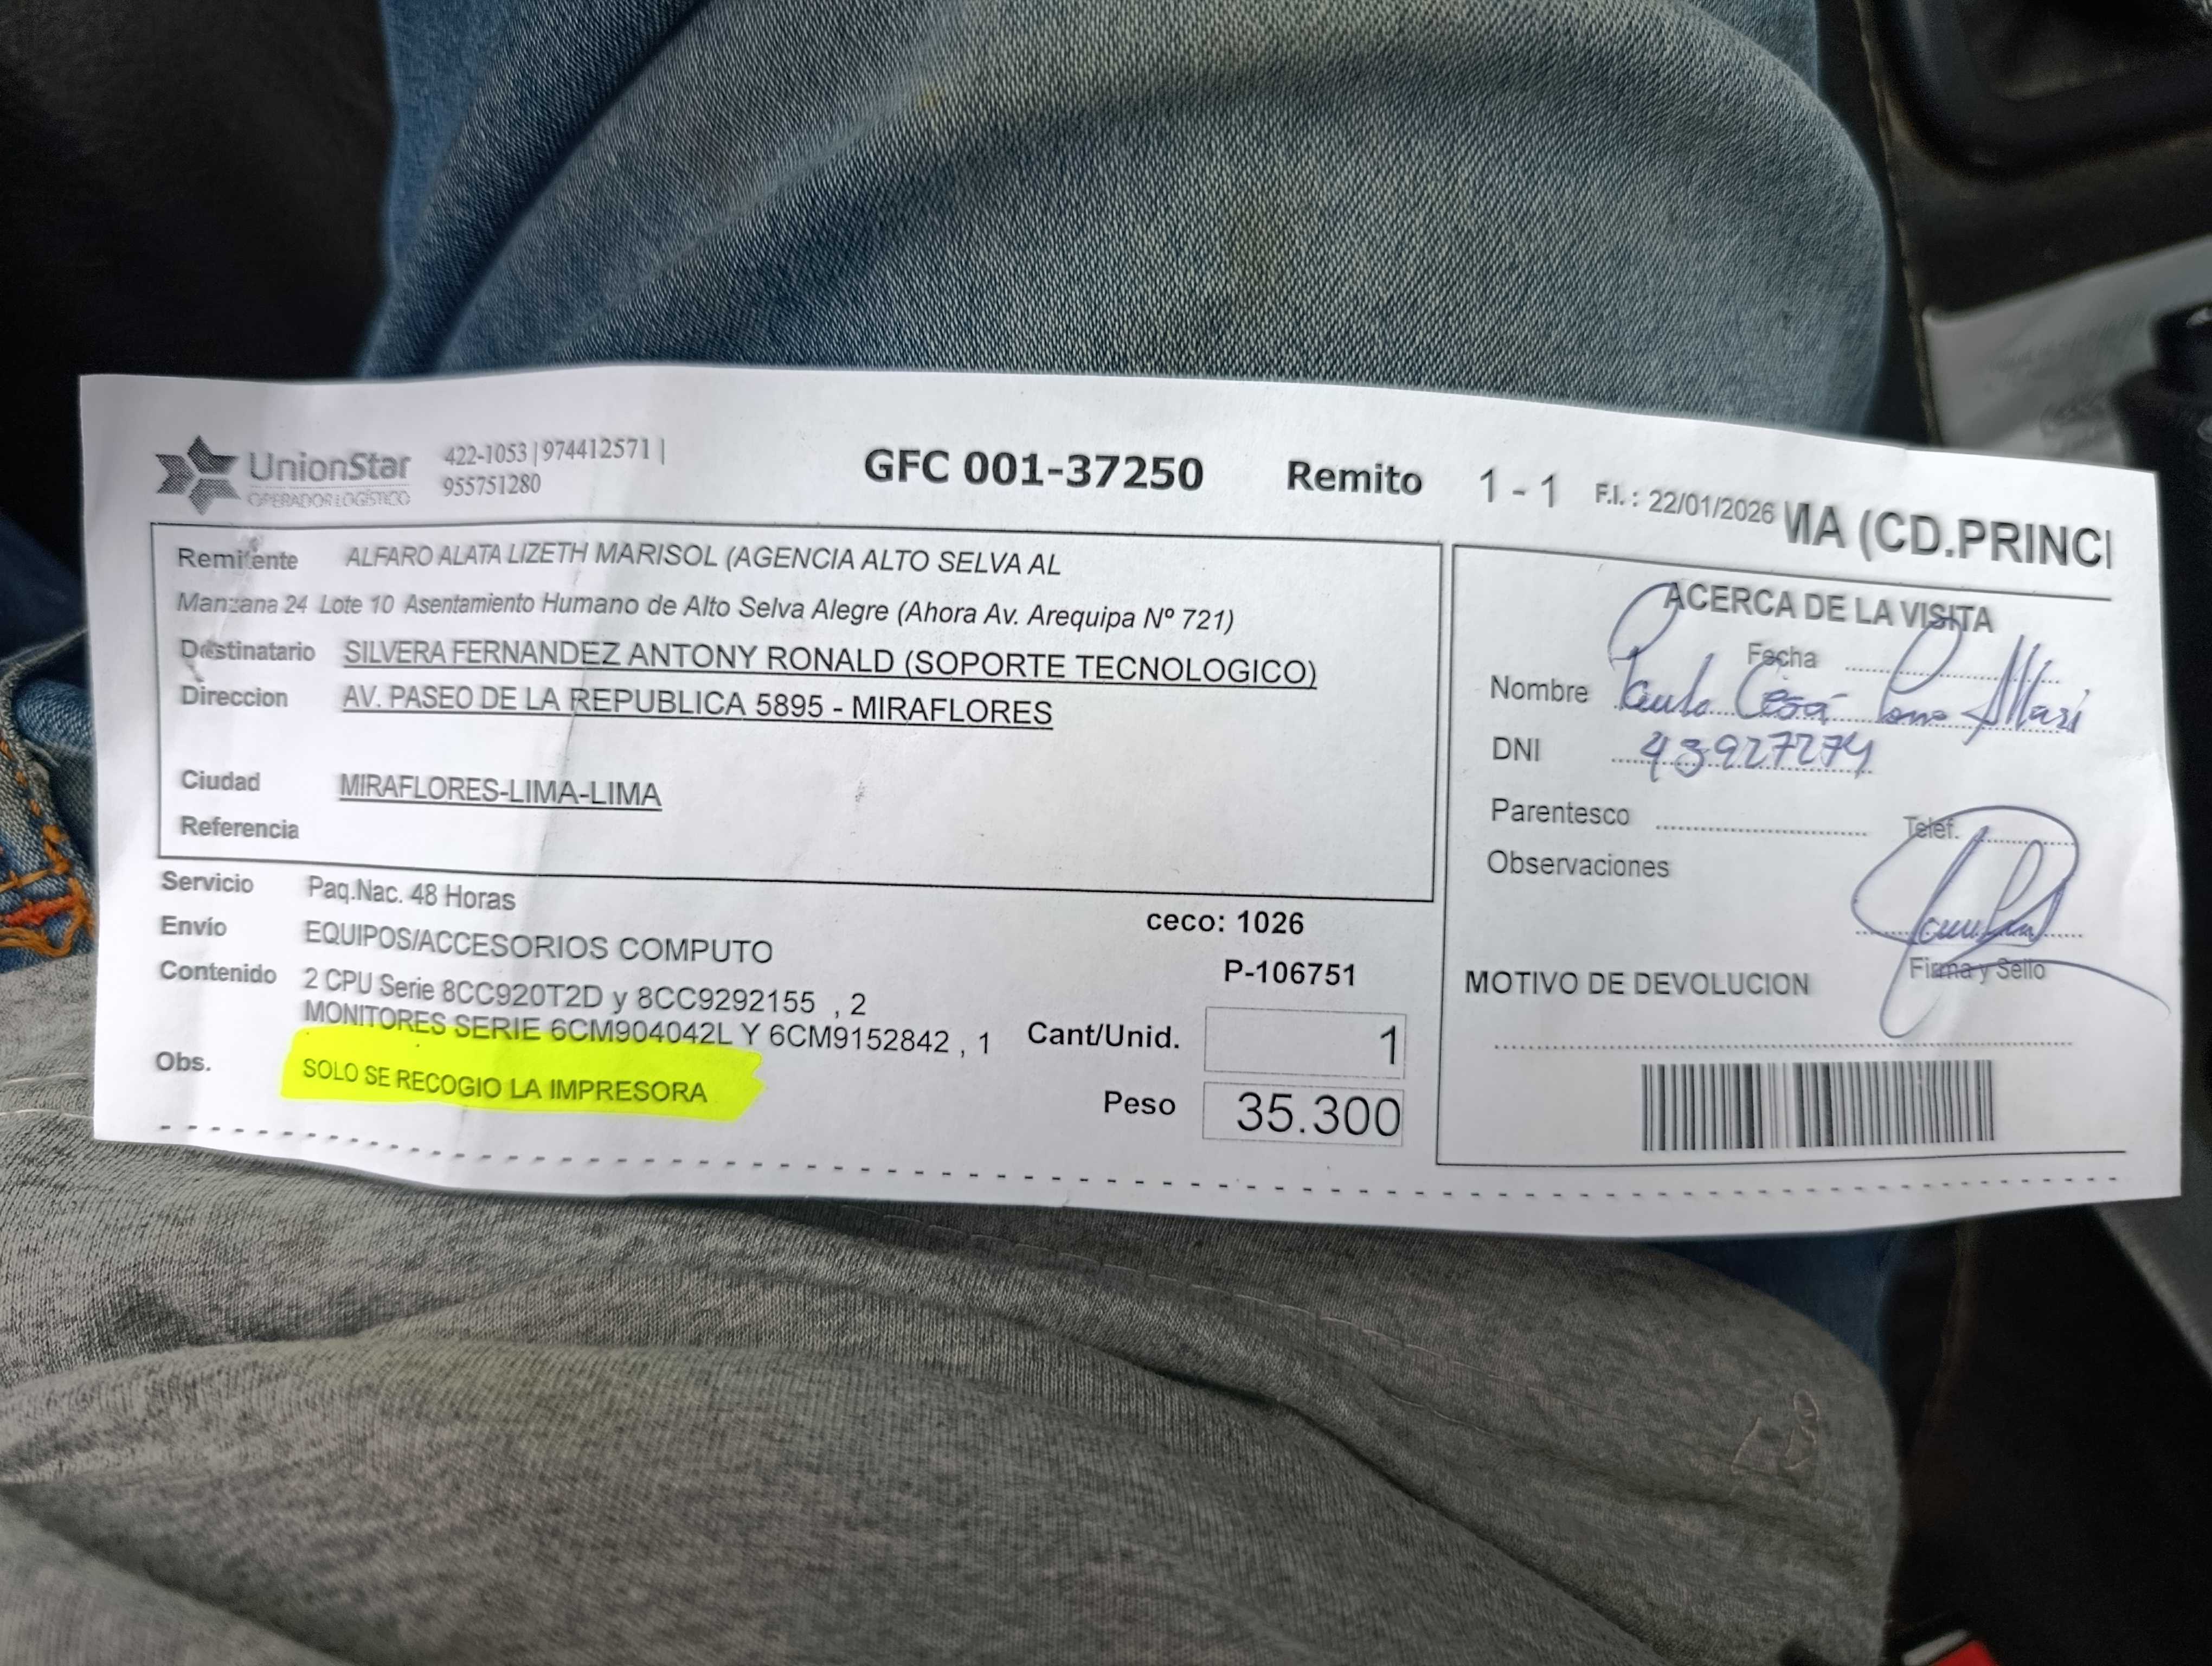 UnionStar
OPERADOR LOGÍSTICO
422-1053 | 974412571 |
955751280
GFC 001-37250 Remito 1 - 1 F.I. : 22/01/2026 MA (CD.PRINCI
Remitente ALFARO ALATA LIZETH MARISOL (AGENCIA ALTO SELVA AL
Manzana 24 Lote 10 Asentamiento Humano de Alto Selva Alegre (Ahora Av. Arequipa Nº 721)
Destinatario SILVERA FERNANDEZ ANTONY RONALD (SOPORTE TECNOLOGICO)
Direccion AV. PASEO DE LA REPUBLICA 5895 - MIRAFLORES
Ciudad MIRAFLORES-LIMA-LIMA
Referencia
Servicio Paq.Nac. 48 Horas
Envío EQUIPOS/ACCESORIOS COMPUTO
Contenido 2 CPU Serie 8CC920T2D y 8CC9292155 , 2
MONITORES SERIE 6CM904042L Y 6CM9152842 , 1
Obs. SOLO SE RECOGIO LA IMPRESORA
ceco: 1026
P-106751
Cant/Unid. 1
Peso 35.300
ACERCA DE LA VISITA
Fecha
Nombre
DNI 43927274
Parentesco Telef.
Observaciones
Firma y Sello
MOTIVO DE DEVOLUCION